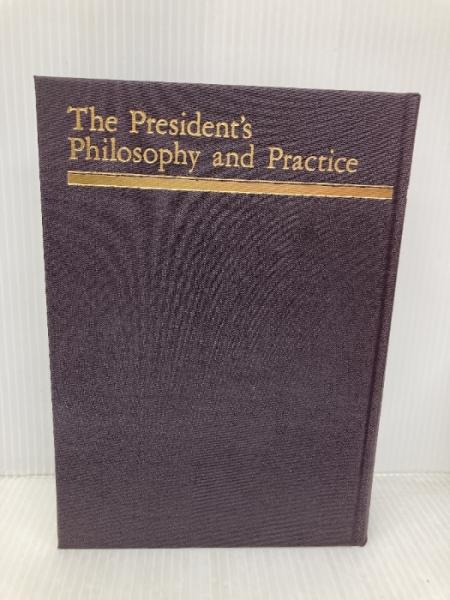 The President's
Philosophy and Practice